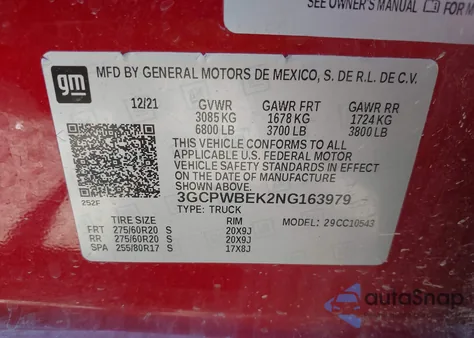 SEE OWNER'S MANUAL FOR
gm
MFD BY GENERAL MOTORS DE MEXICO, S. DE R.L. DE C.V.
12/21 GVWR GAWR FRT GAWR RR
3085 KG 1678 KG 1724 KG
6800 LB 3700 LB 3800 LB
THIS VEHICLE CONFORMS TO ALL
APPLICABLE U.S. FEDERAL MOTOR
VEHICLE SAFETY STANDARDS IN EFFECT
ON THE DATE OF MANUFACTURE
SHOWN ABOVE.
3GCPWBEK2NG163979
252F TYPE: TRUCK MODEL: 29CC10543
TIRE SIZE RIM
FRT 275/60R20 S 20X9J
RR 275/60R20 S 20X9J
SPA 255/80R17 S 17X8J
autoSnap